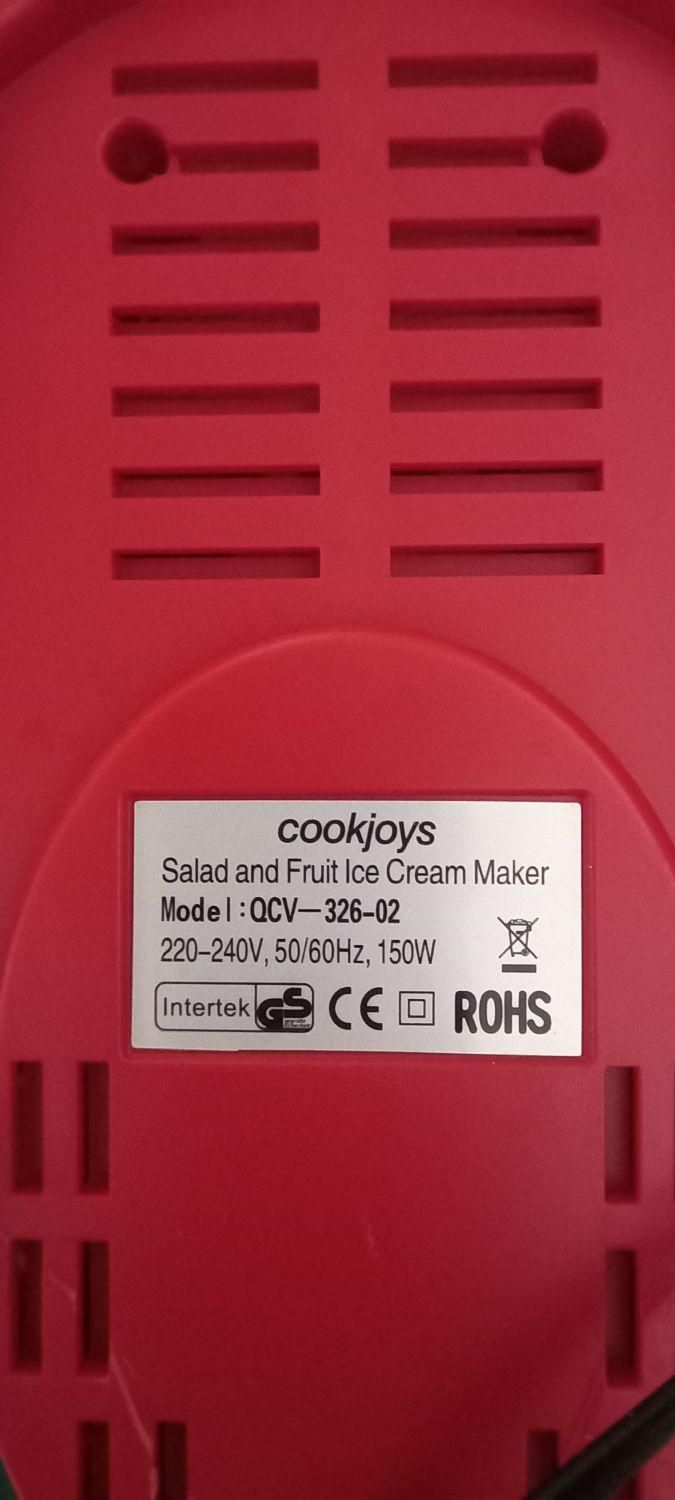 cookjoys
Salad and Fruit Ice Cream Maker
Model:QCV—326-02
220-240V, 50/60Hz, 150W
Intertek GS
CE ROHS